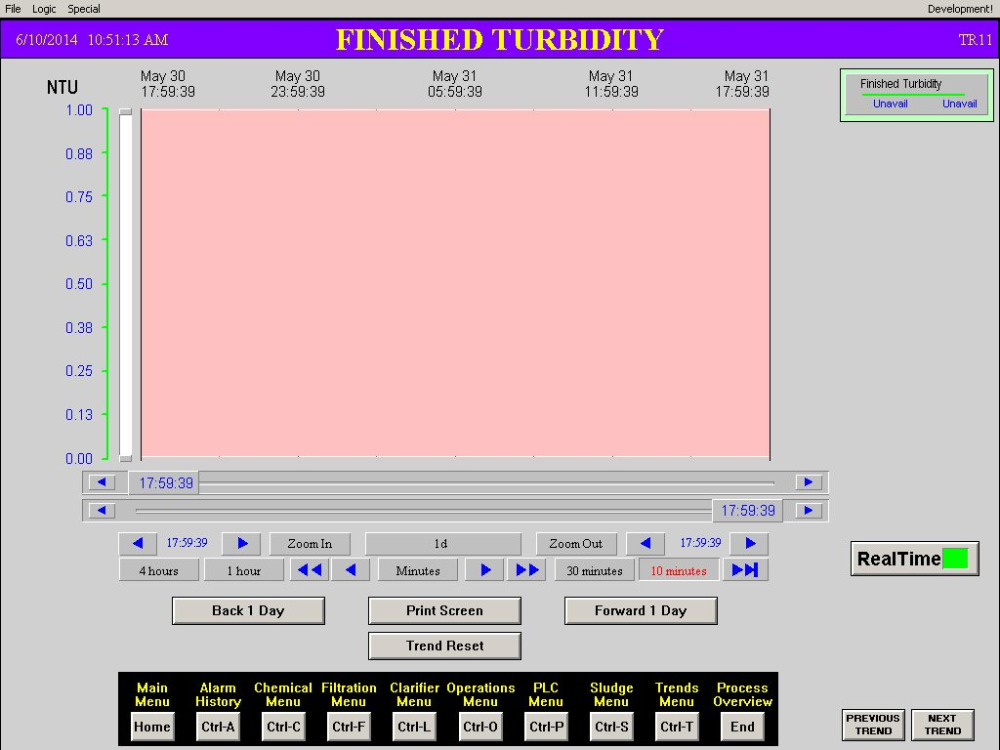 File Logic Special Development!
6/10/2014 10:51:13 AM FINISHED TURBIDITY TR11
NTU
May 30 May 30 May 31 May 31 May 31
17:59:39 23:59:39 05:59:39 11:59:39 17:59:39
Finished Turbidity
Unavail Unavail
1.00
0.88
0.75
0.63
0.50
0.38
0.25
0.13
0.00
17:59:39
17:59:39
17:59:39 Zoom In 1d Zoom Out 17:59:39
4 hours 1 hour Minutes 30 minutes 10 minutes
RealTime
Back 1 Day Print Screen Forward 1 Day
Trend Reset
Main Alarm Chemical Filtration Clarifier Operations PLC Sludge Trends Process
Menu History Menu Menu Menu Menu Menu Menu Menu Overview
Home Ctrl-A Ctrl-C Ctrl-F Ctrl-L Ctrl-O Ctrl-P Ctrl-S Ctrl-T End
PREVIOUS NEXT
TREND TREND